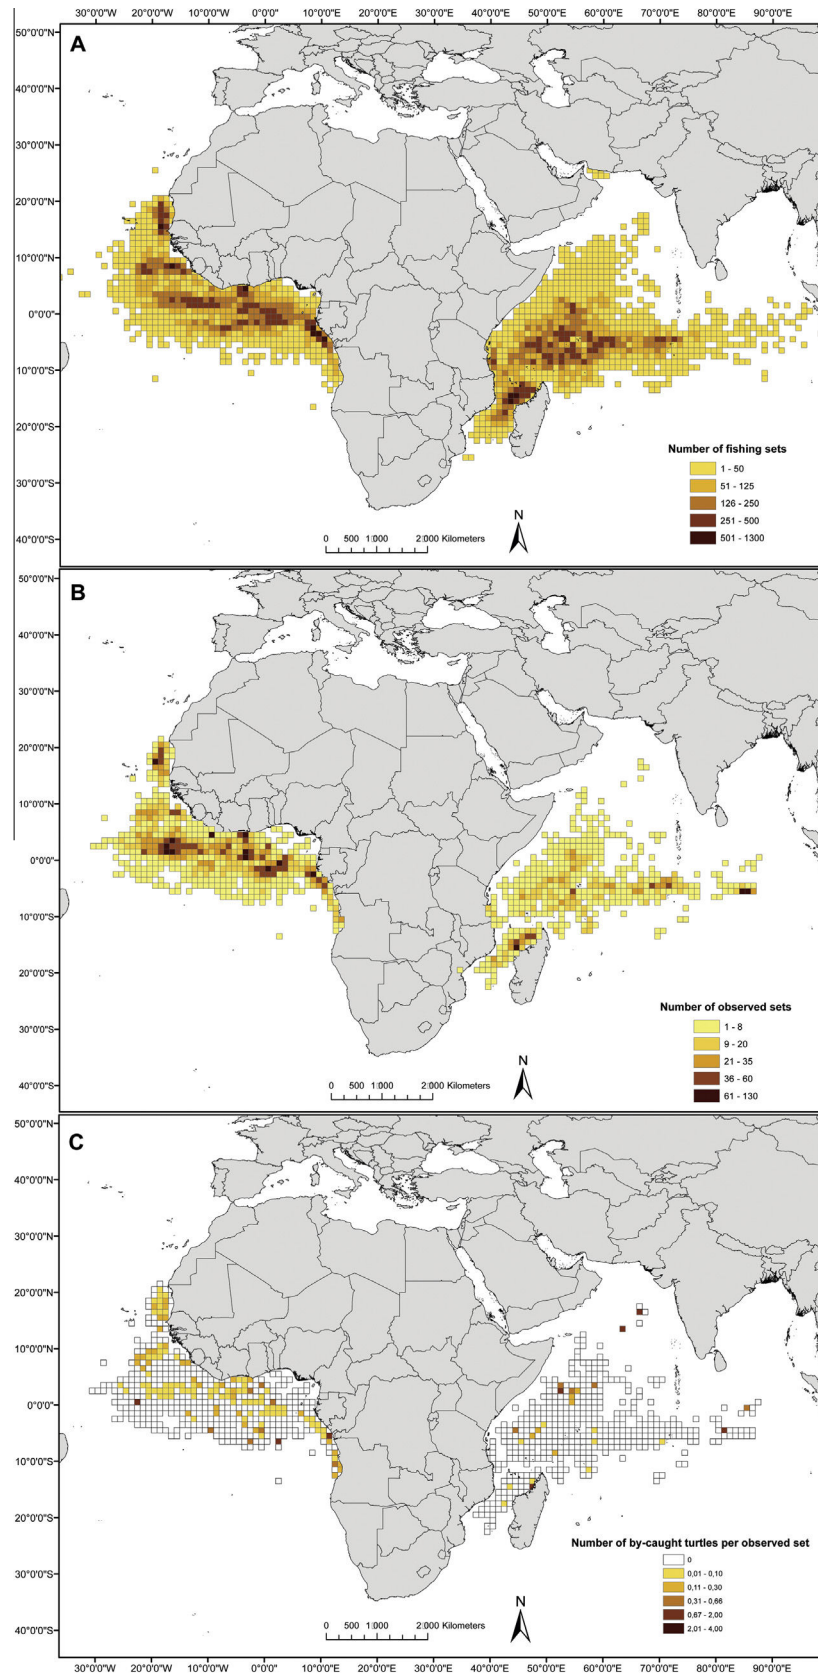 20°0'0"W 10°0'0"W 0°0'0" 10°0'0"E 20°0'0"E 30°0'0"E 40°0'0"E 50°0'0"E 60°0'0"E 70°0'0"E 80°0'0"E 90°0'0"E
A
50°0'0"N
40°0'0"N
30°0'0"N
20°0'0"N
10°0'0"N
0°0'0"
10°0'0"S
20°0'0"S
30°0'0"S
40°0'0"S
Number of fishing sets
1 - 50
51 - 125
126 - 250
251 - 500
501 - 1300
N
0 500 1 000 2 000 Kilometers
B
50°0'0"N
40°0'0"N
30°0'0"N
20°0'0"N
10°0'0"N
0°0'0"
10°0'0"S
20°0'0"S
30°0'0"S
40°0'0"S
Number of observed sets
1 - 8
9 - 20
21 - 35
36 - 60
61 - 130
N
0 500 1 000 2 000 Kilometers
C
50°0'0"N
40°0'0"N
30°0'0"N
20°0'0"N
10°0'0"N
0°0'0"
10°0'0"S
20°0'0"S
30°0'0"S
40°0'0"S
Number of by-caught turtles per observed set
0
0,01 - 0,10
0,11 - 0,30
0,31 - 0,66
0,67 - 2,00
2,01 - 4,00
N
0 500 1 000 2 000 Kilometers
30°0'0"W 20°0'0"W 10°0'0"W 0°0'0" 10°0'0"E 20°0'0"E 30°0'0"E 40°0'0"E 50°0'0"E 60°0'0"E 70°0'0"E 80°0'0"E 90°0'0"E